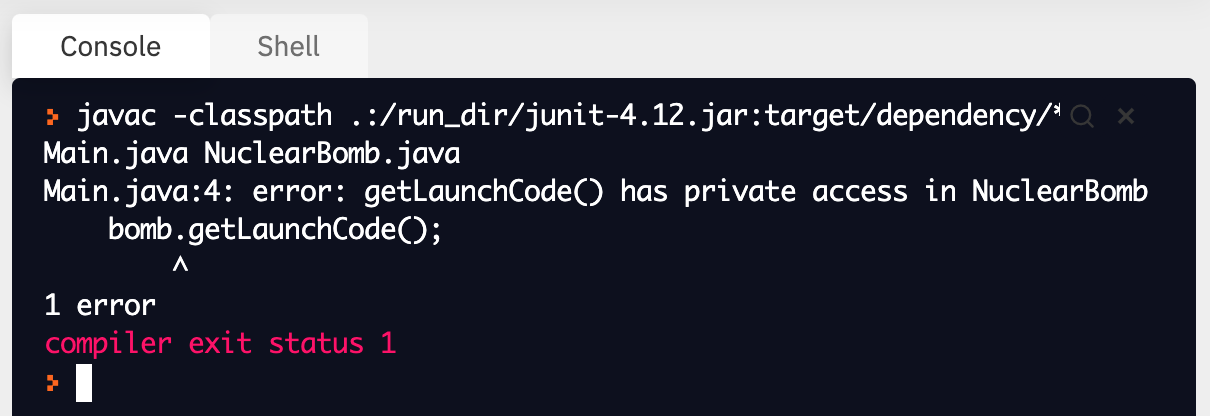 Console
Shell
javac -classpath .:/run_dir/junit-4.12.jar:target/dependency/*
Main.java NuclearBomb.java
Main.java:4: error: getLaunchCode() has private access in NuclearBomb
bomb.getLaunchCode();
^
1 error
compiler exit status 1